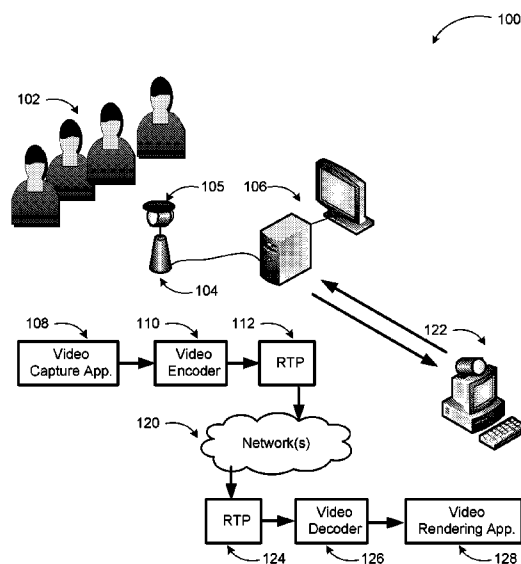 100
102
105
106
104
122
108
110
112
Video
Capture App.
Video
Encoder
RTP
120
Network(s)
RTP
Video
Decoder
Video
Rendering App.
124
126
128